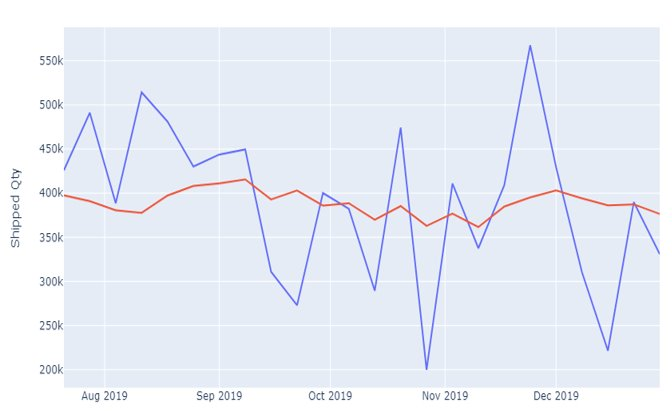 Shipped Qty
550k
500k
450k
400k
350k
300k
250k
200k
Aug 2019
Sep 2019
Oct 2019
Nov 2019
Dec 2019